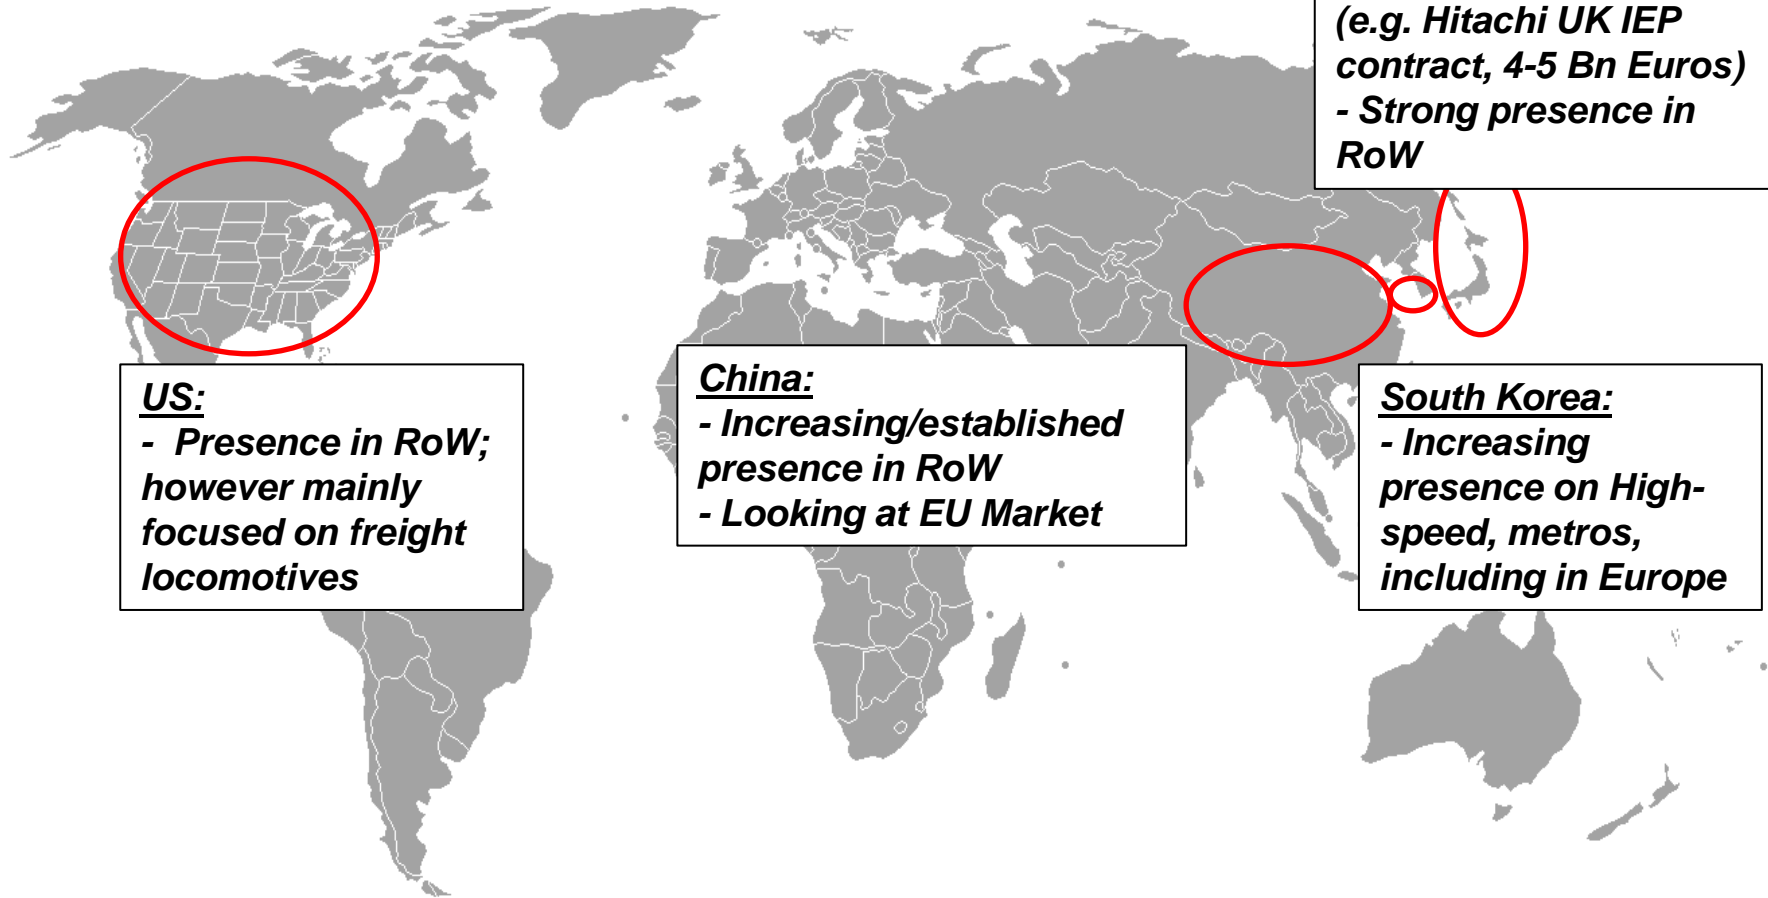 (e.g. Hitachi UK IEP
contract, 4-5 Bn Euros)
- Strong presence in
RoW
US:
- Presence in RoW;
however mainly
focused on freight
locomotives
China:
- Increasing/established
presence in RoW
- Looking at EU Market
South Korea:
- Increasing
presence on High-
speed, metros,
including in Europe